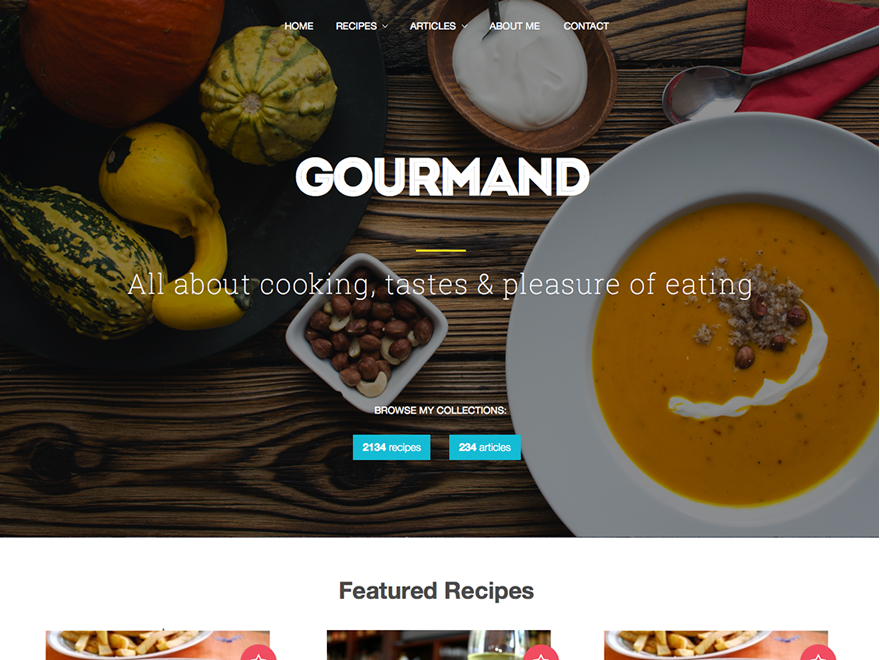 HOME RECIPES ARTICLES ABOUT ME CONTACT
GOURMAND
All about cooking, tastes & pleasure of eating
BROWSE MY COLLECTIONS:
2134 recipes 234 articles
Featured Recipes